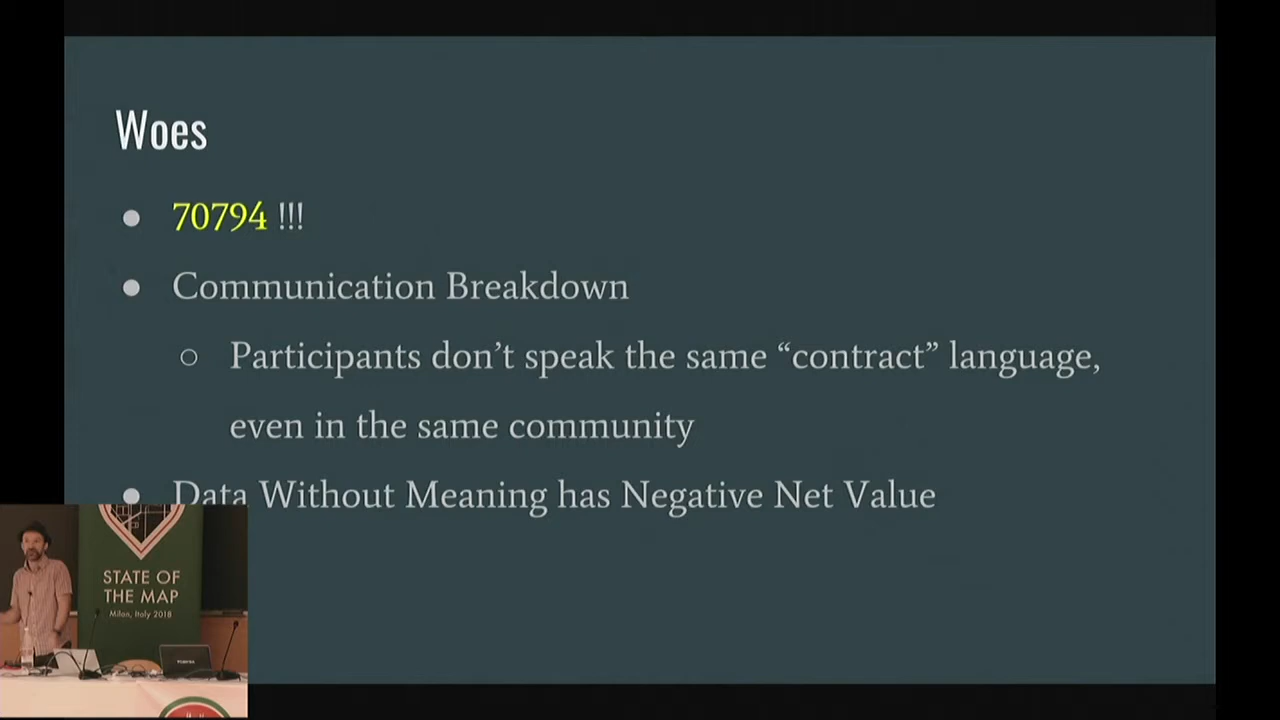 Woes
● 70794 !!!
● Communication Breakdown
○ Participants don’t speak the same “contract” language,
even in the same community
● Data Without Meaning has Negative Net Value
STATE OF
THE MAP
Milan, Italy 2018
TOSHIBA